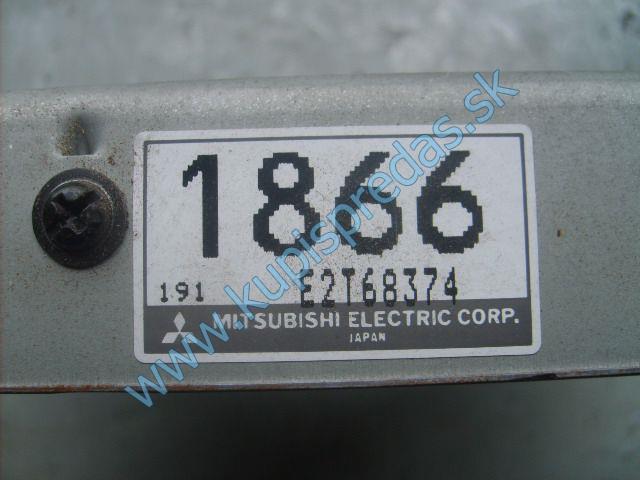 1866
191 E2T68374
MITSUBISHI ELECTRIC CORP.
JAPAN
www.kupispredas.sk